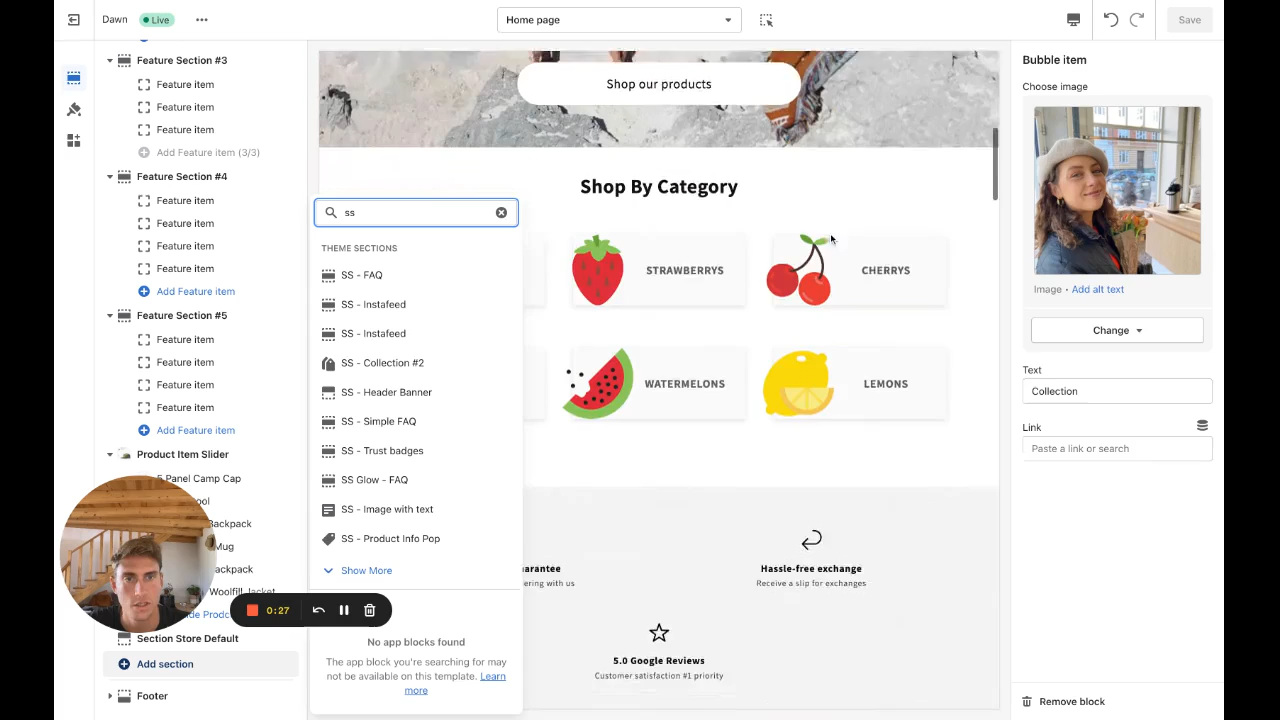 Dawn
Live
Home page
Save
Feature Section #3
Feature item
Feature item
Feature item
Add Feature item (3/3)
Feature Section #4
Feature item
Feature item
Feature item
Feature item
Add Feature item
Feature Section #5
Feature item
Feature item
Feature item
Feature item
Add Feature item
Product Item Slider
5 Panel Camp Cap
Backpack
Mug
Section Store Default
Add section
Footer
0:27
ss
THEME SECTIONS
SS - FAQ
SS - Instafeed
SS - Instafeed
SS - Collection #2
SS - Header Banner
SS - Simple FAQ
SS - Trust badges
SS Glow - FAQ
SS - Image with text
SS - Product Info Pop
Show More
No app blocks found
The app block you're searching for may
not be available on this template. Learn
more
Shop our products
Shop By Category
STRAWBERRYS
CHERRYS
WATERMELONS
LEMONS
Hassle-free exchange
Receive a slip for exchanges
5.0 Google Reviews
Customer satisfaction #1 priority
Bubble item
Choose image
Image • Add alt text
Change
Text
Collection
Link
Paste a link or search
Remove block